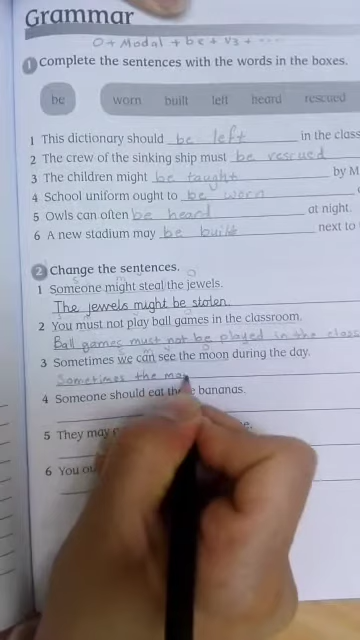 Grammar
O + Modal + be + V3 + ....
1 Complete the sentences with the words in the boxes.
be worn built left heard rescued
1 This dictionary should be left in the class
2 The crew of the sinking ship must be rescued
3 The children might be taught by M
4 School uniform ought to be worn
5 Owls can often be heard at night.
6 A new stadium may be built next to
2 Change the sentences.
1 Someone might steal the jewels.
The jewels might be stolen.
2 You must not play ball games in the classroom.
Ball games must not be played in the class
3 Sometimes we can see the moon during the day.
Sometimes the mo
4 Someone should eat bananas.
5 They may
6 You ou